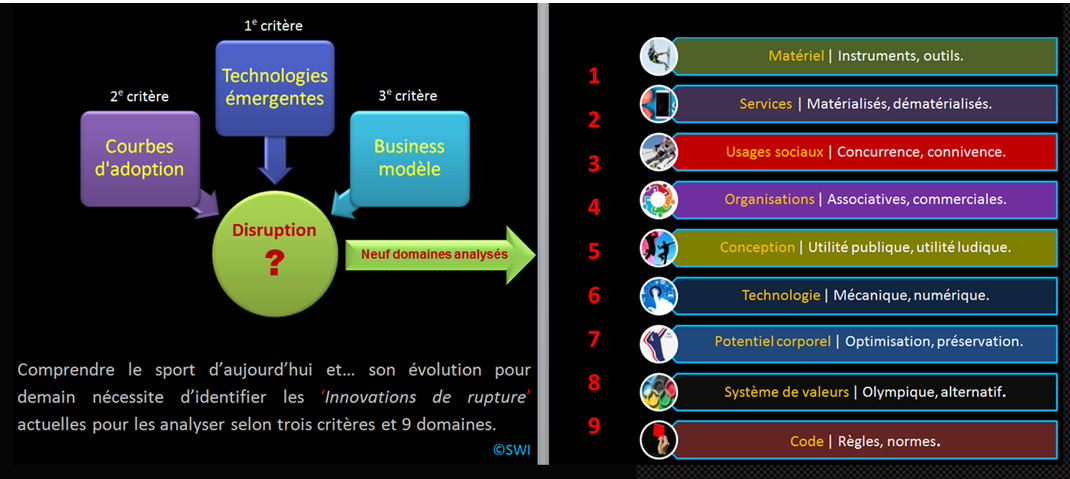 1e critère
Technologies
émergentes
2e critère
Courbes
d'adoption
3e critère
Business
modèle
Disruption
?
Neuf domaines analysés
Comprendre le sport d'aujourd'hui et… son évolution pour
demain nécessite d'identifier les 'Innovations de rupture'
actuelles pour les analyser selon trois critères et 9 domaines.
©SWI
1
Matériel | Instruments, outils.
2
Services | Matérialisés, dématérialisés.
3
Usages sociaux | Concurrence, connivence.
4
Organisations | Associatives, commerciales.
5
Conception | Utilité publique, utilité ludique.
6
Technologie | Mécanique, numérique.
7
Potentiel corporel | Optimisation, préservation.
8
Système de valeurs | Olympique, alternatif.
9
Code | Règles, normes.